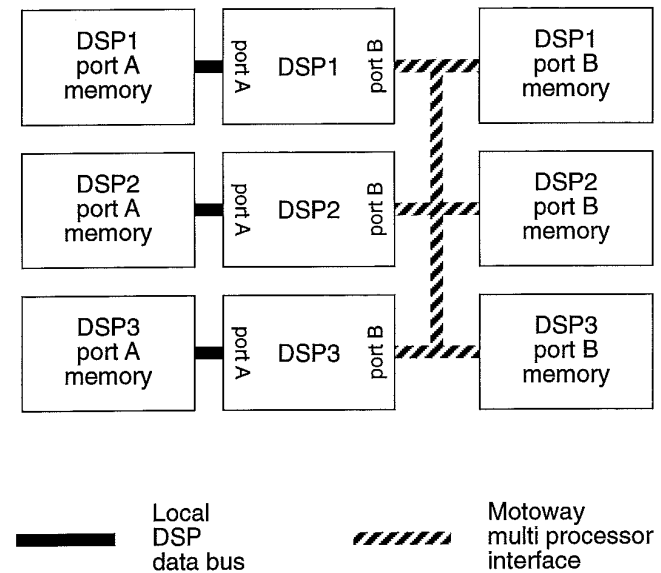 DSP1
port A
memory
port A
DSP1
port B
DSP1
port B
memory
DSP2
port A
memory
port A
DSP2
port B
DSP2
port B
memory
DSP3
port A
memory
port A
DSP3
port B
DSP3
port B
memory
Local
DSP
data bus
Motoway
multi processor
interface